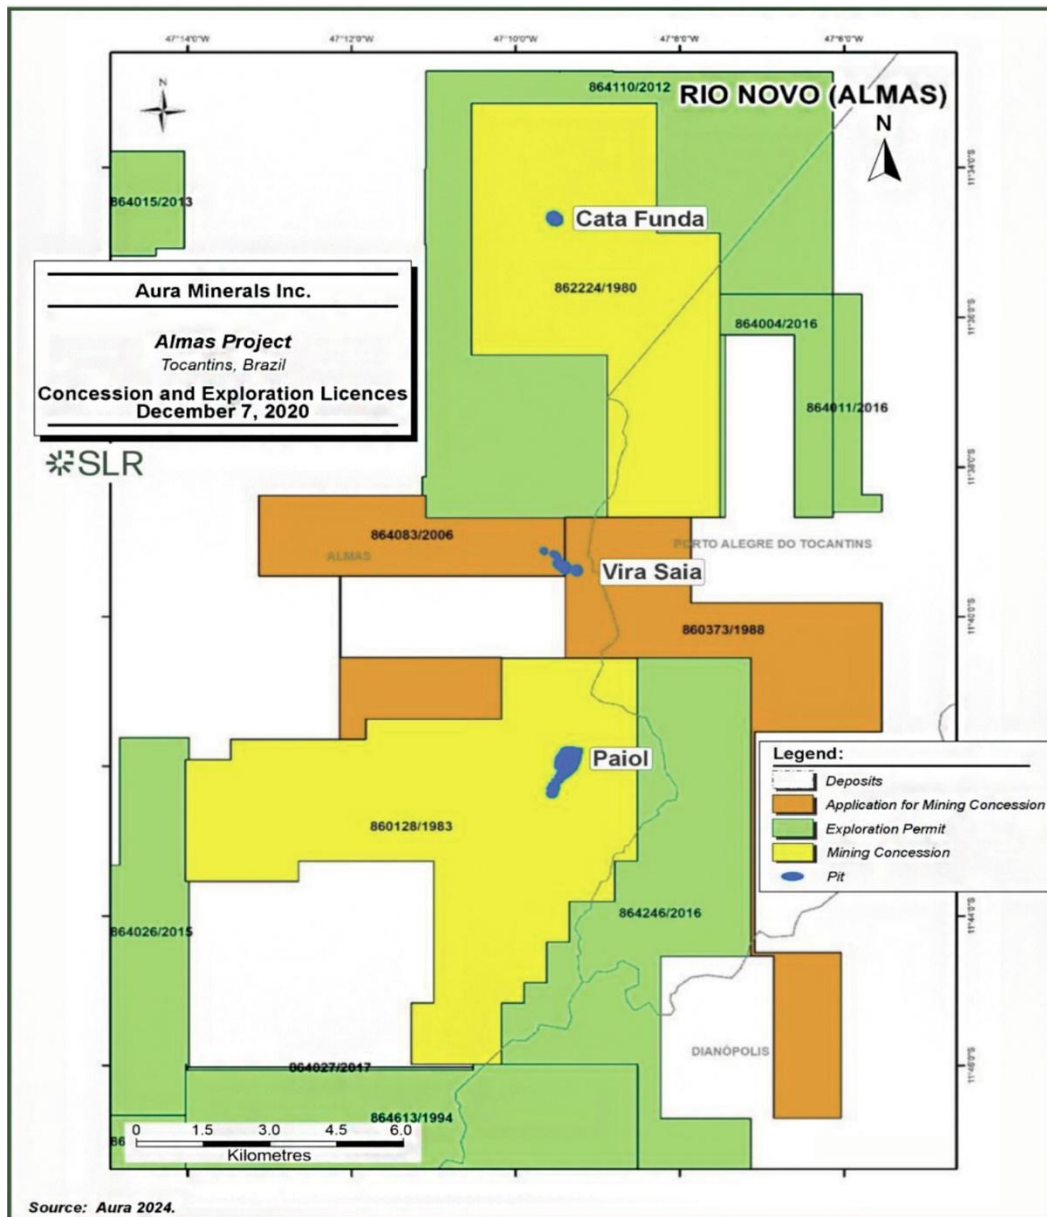 47°14'0"W 47°12'0"W 47°10'0"W 47°8'0"W 47°6'0"W
864110/2012
RIO NOVO (ALMAS)
N
N
864015/2013
Cata Funda
Aura Minerals Inc.
Almas Project
Tocantins, Brazil
Concession and Exploration Licences
December 7, 2020
SLR
862224/1980
864004/2016
864011/2016
864083/2006
ALMAS
PORTO ALEGRE DO TOCANTINS
Vira Saia
860373/1988
Paiol
Legend:
Deposits
Application for Mining Concession
Exploration Permit
Mining Concession
Pit
860128/1983
864246/2016
864026/2015
DIANÓPOLIS
864027/2017
864613/1994
0 1.5 3.0 4.5 6.0
Kilometres
Source: Aura 2024.